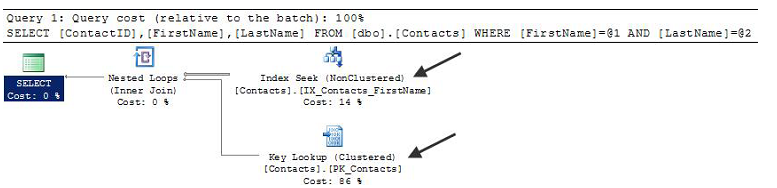 Query 1: Query cost (relative to the batch): 100%
SELECT [ContactID],[FirstName],[LastName] FROM [dbo].[Contacts] WHERE [FirstName]=@1 AND [LastName]=@2
SELECT
Cost: 0 %
Nested Loops
(Inner Join)
Cost: 0 %
Index Seek (NonClustered)
[Contacts].[IX_Contacts_FirstName]
Cost: 14 %
Key Lookup (Clustered)
[Contacts].[PK_Contacts]
Cost: 86 %